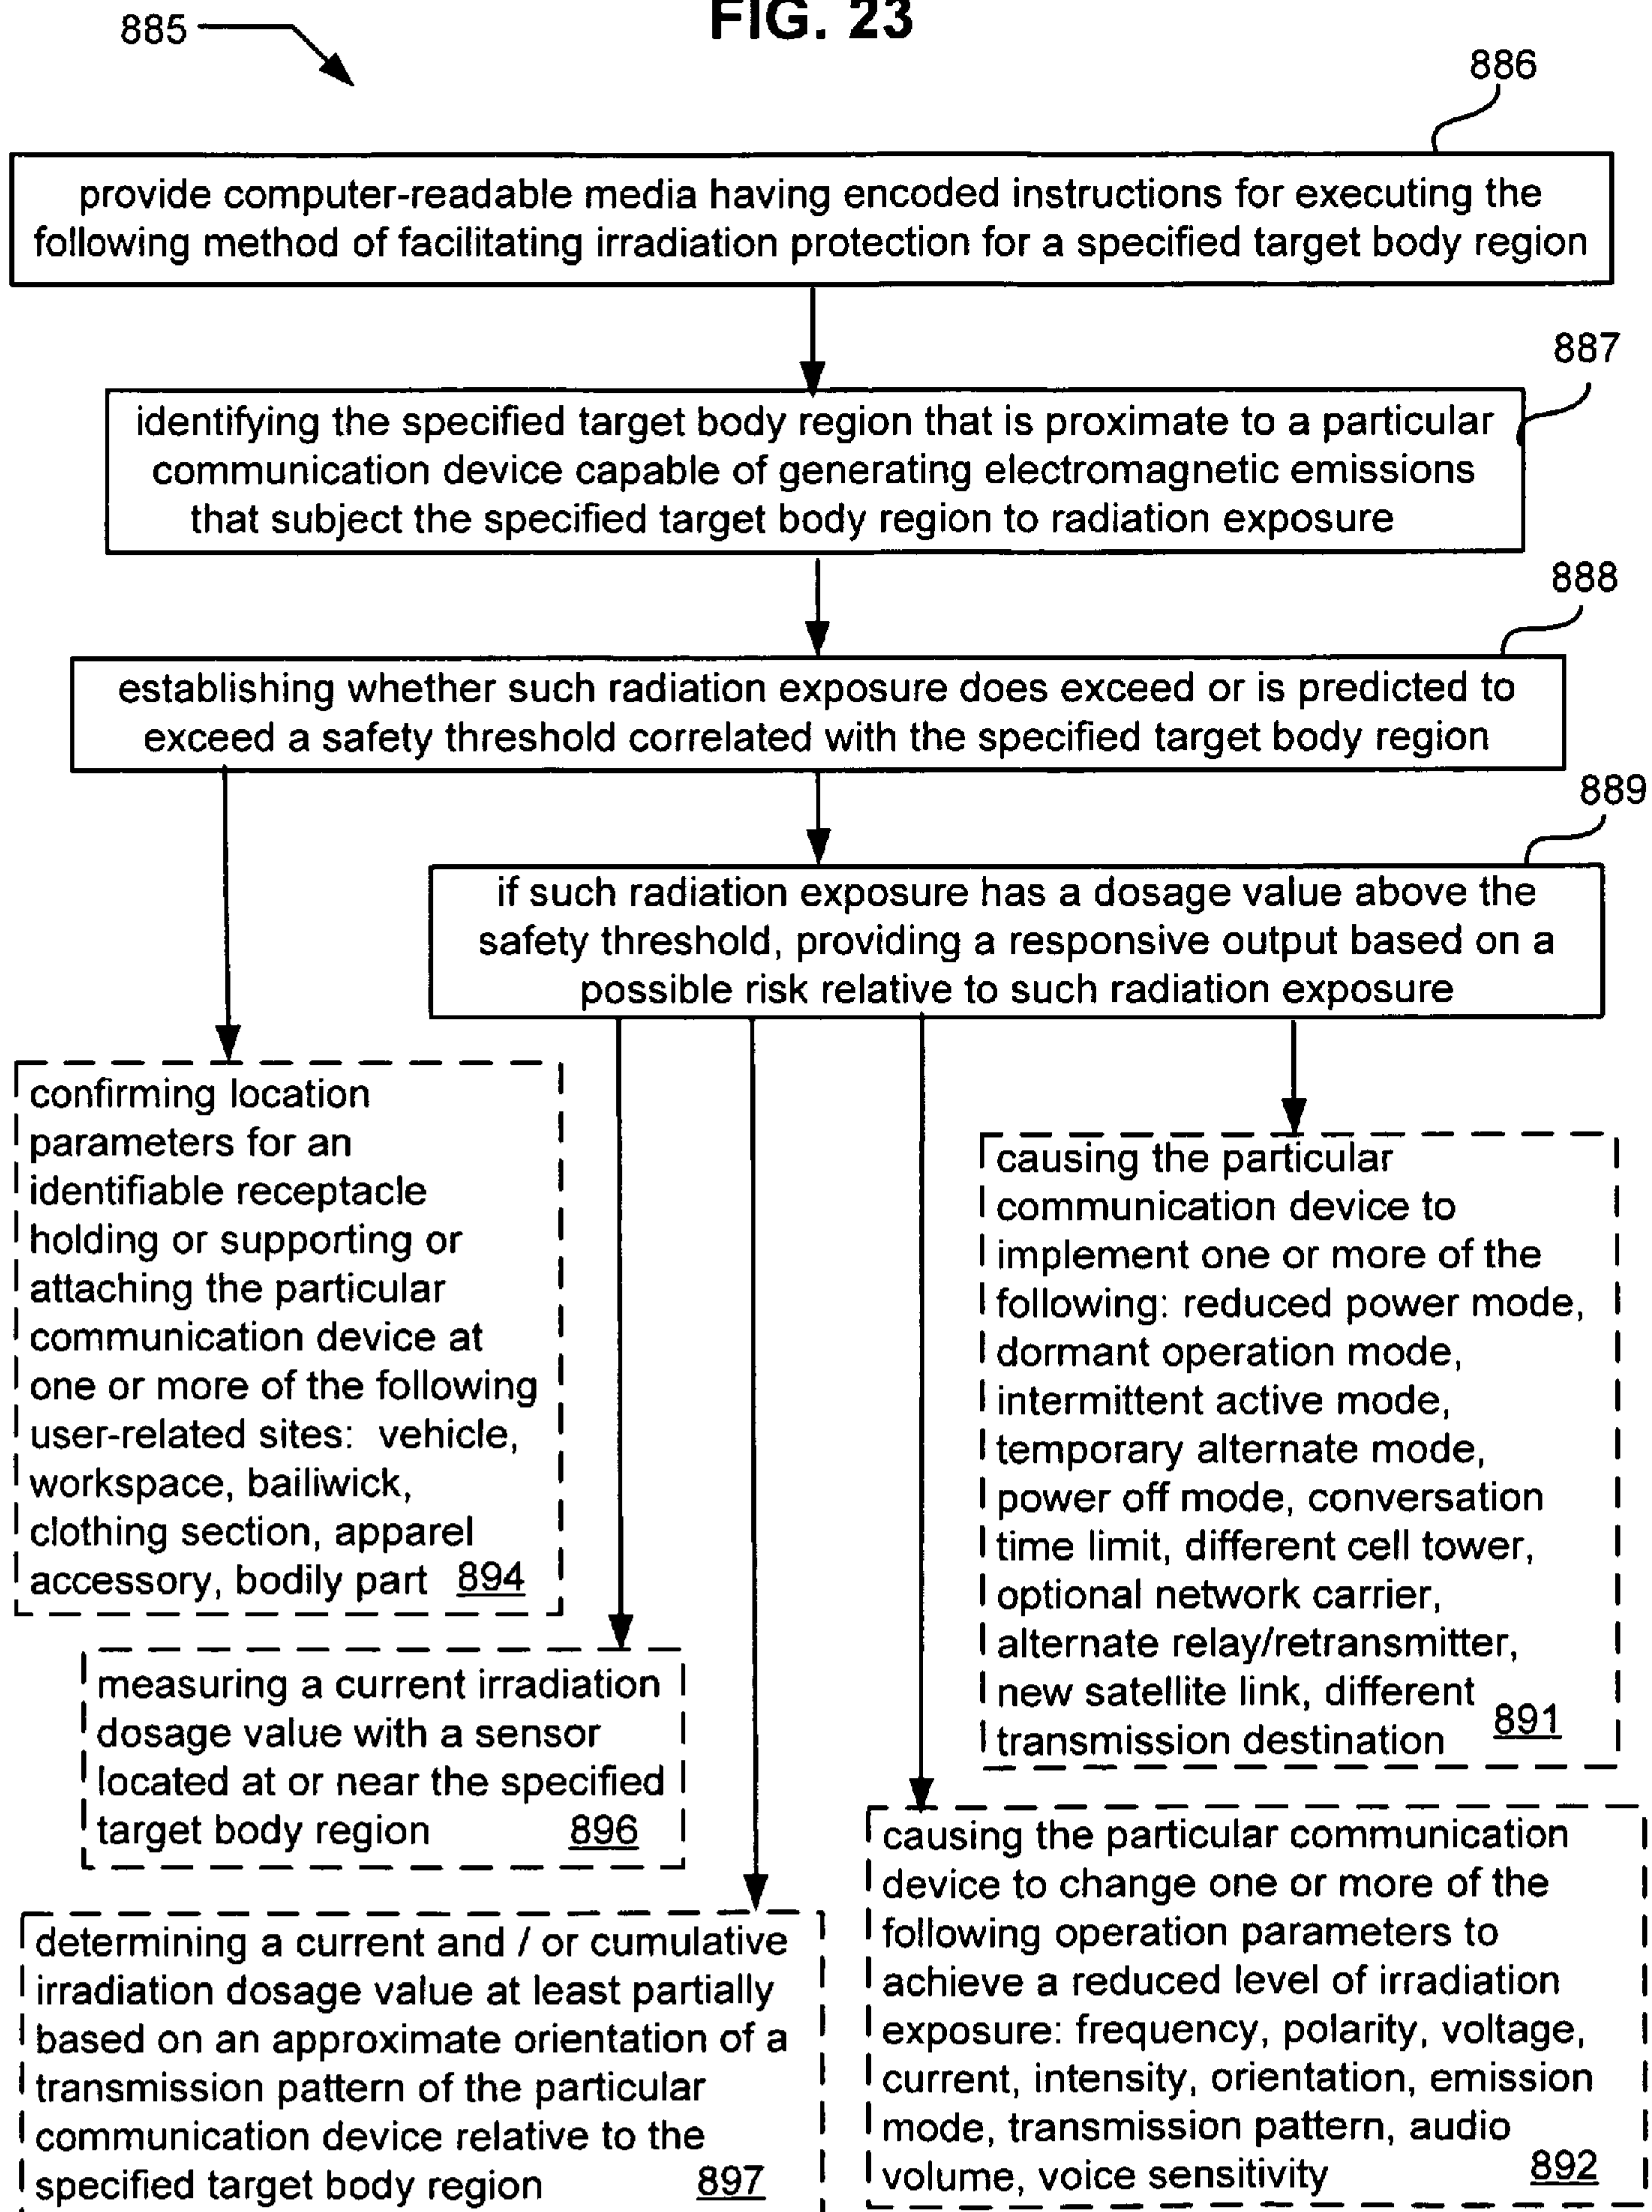 FIG. 23
885
886
provide computer-readable media having encoded instructions for executing the
following method of facilitating irradiation protection for a specified target body region
887
identifying the specified target body region that is proximate to a particular
communication device capable of generating electromagnetic emissions
that subject the specified target body region to radiation exposure
888
establishing whether such radiation exposure does exceed or is predicted to
exceed a safety threshold correlated with the specified target body region
889
if such radiation exposure has a dosage value above the
safety threshold, providing a responsive output based on a
possible risk relative to such radiation exposure
confirming location
parameters for an
identifiable receptacle
holding or supporting or
attaching the particular
communication device at
one or more of the following
user-related sites: vehicle,
workspace, bailiwick,
clothing section, apparel
accessory, bodily part 894
causing the particular
communication device to
implement one or more of the
following: reduced power mode,
dormant operation mode,
intermittent active mode,
temporary alternate mode,
power off mode, conversation
time limit, different cell tower,
optional network carrier,
alternate relay/retransmitter,
new satellite link, different
transmission destination 891
measuring a current irradiation
dosage value with a sensor
located at or near the specified
target body region 896
causing the particular communication
device to change one or more of the
following operation parameters to
achieve a reduced level of irradiation
exposure: frequency, polarity, voltage,
current, intensity, orientation, emission
mode, transmission pattern, audio
volume, voice sensitivity 892
determining a current and / or cumulative
irradiation dosage value at least partially
based on an approximate orientation of a
transmission pattern of the particular
communication device relative to the
specified target body region 897